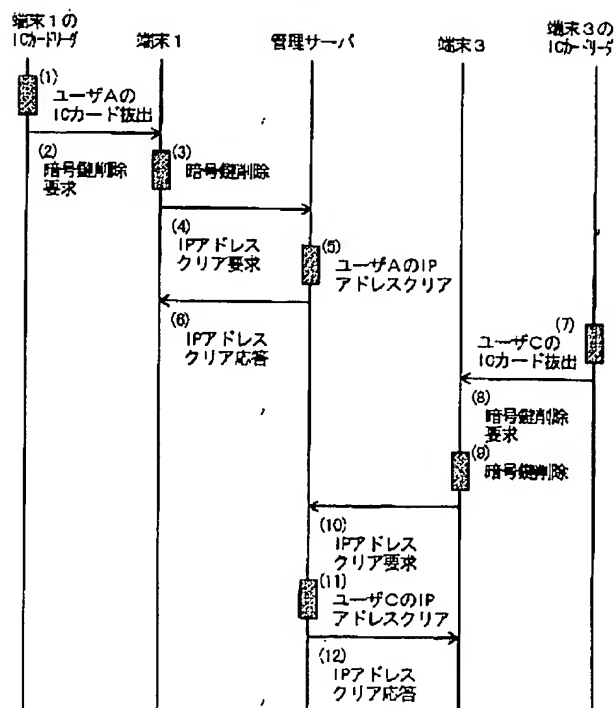 端末1の
ICカードリーダ
端末1
管理サーバ
端末3
端末3の
ICカードリーダ
(1)
ユーザAの
ICカード抜出
(2)
暗号鍵削除
要求
(3)
暗号鍵削除
(4)
IPアドレス
クリア要求
(5)
ユーザAのIP
アドレスクリア
(6)
IPアドレス
クリア応答
(7)
ユーザCの
ICカード抜出
(8)
暗号鍵削除
要求
(9)
暗号鍵削除
(10)
IPアドレス
クリア要求
(11)
ユーザCのIP
アドレスクリア
(12)
IPアドレス
クリア応答